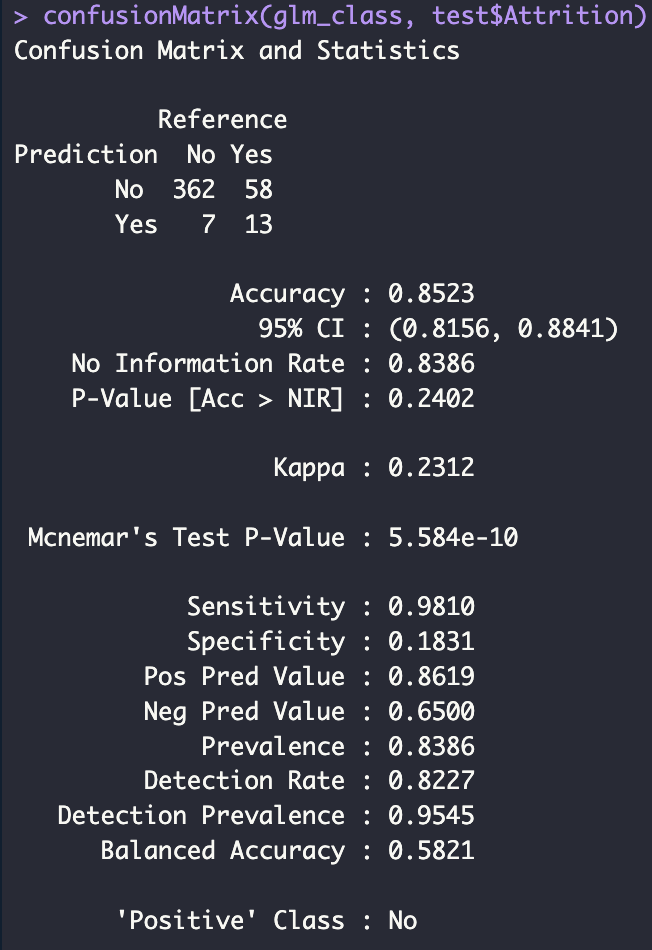 > confusionMatrix(glm_class, test$Attrition)
Confusion Matrix and Statistics
Reference
Prediction No Yes
No 362 58
Yes 7 13
Accuracy : 0.8523
95% CI : (0.8156, 0.8841)
No Information Rate : 0.8386
P-Value [Acc > NIR] : 0.2402
Kappa : 0.2312
Mcnemar's Test P-Value : 5.584e-10
Sensitivity : 0.9810
Specificity : 0.1831
Pos Pred Value : 0.8619
Neg Pred Value : 0.6500
Prevalence : 0.8386
Detection Rate : 0.8227
Detection Prevalence : 0.9545
Balanced Accuracy : 0.5821
'Positive' Class : No